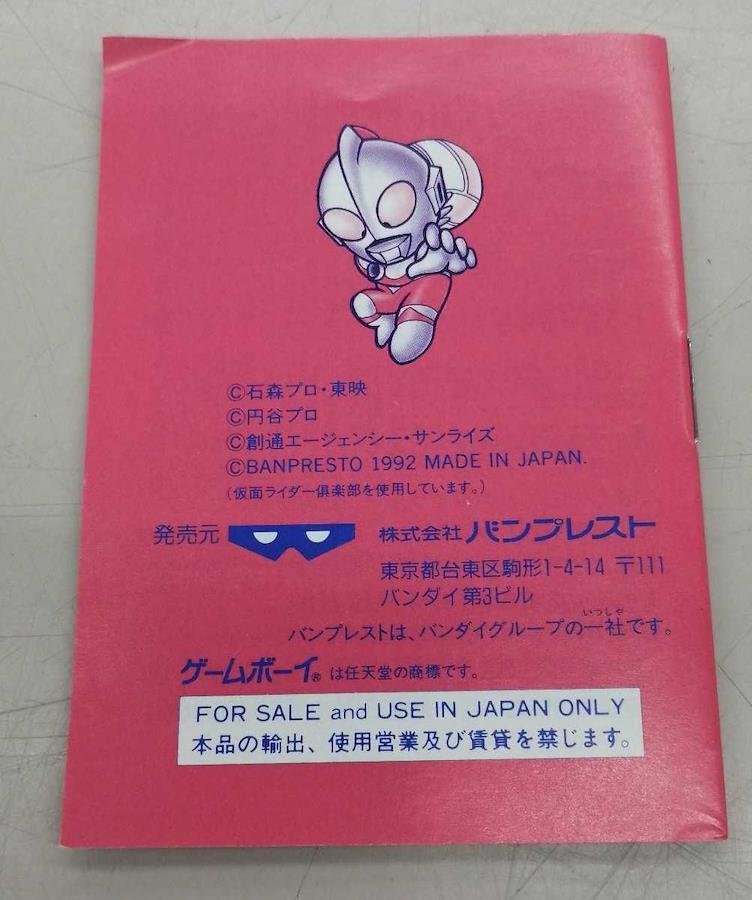 ©石森プロ・東映
©円谷プロ
©創通エージェンシー・サンライズ
©BANPRESTO 1992 MADE IN JAPAN.
(仮面ライダー倶楽部を使用しています。)
発売元 株式会社 バンプレスト
東京都台東区駒形1-4-14 〒111
バンダイ第3ビル
いっしゃ
バンプレストは、バンダイグループの一社です。
ゲームボーイ® は任天堂の商標です。
FOR SALE and USE IN JAPAN ONLY
本品の輸出、使用営業及び賃貸を禁じます。